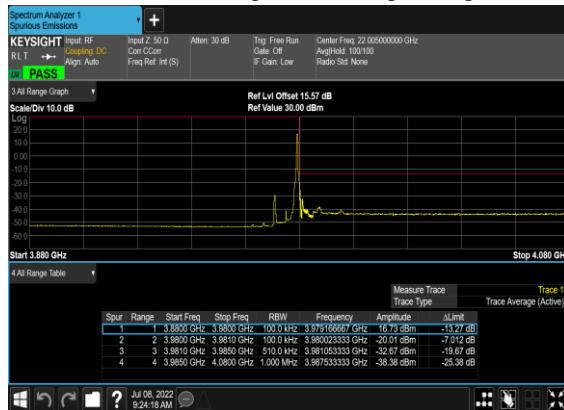 Spectrum Analyzer 1
Spurious Emissions
KEYSIGHT Input: RF Input Z: 50 Ω Atten: 30 dB Trig: Free Run Center Freq: 22.005000000 GHz
RLT Coupling: DC Corr CCorr Gate: Off Avg|Hold: 100/100
Align: Auto Freq Ref: Int (S) IF Gain: Low Radio Std: None
PASS
3 All Range Graph
Ref Lvl Offset 15.57 dB
Scale/Div 10.0 dB Ref Value 30.00 dBm
Log
20.0
10.0
0.00
-10.0
-20.0
-30.0
-40.0
-50.0
-60.0
Start 3.880 GHz Stop 4.080 GH
4 All Range Table
Measure Trace Trace 1
Trace Type Trace Average (Active)
Spur Range Start Freq Stop Freq RBW Frequency Amplitude ΔLimit
1 1 3.8800 GHz 3.9800 GHz 100.0 kHz 3.979166667 GHz 16.73 dBm -13.27 dB
2 2 3.9800 GHz 3.9810 GHz 100.0 kHz 3.980023333 GHz -20.01 dBm -7.012 dB
3 3 3.9810 GHz 3.9850 GHz 510.0 kHz 3.981053333 GHz -32.67 dBm -19.67 dB
4 4 3.9850 GHz 4.0800 GHz 1.000 MHz 3.987533333 GHz -38.38 dBm -25.38 dB
Jul 08, 2022
9:24:18 AM